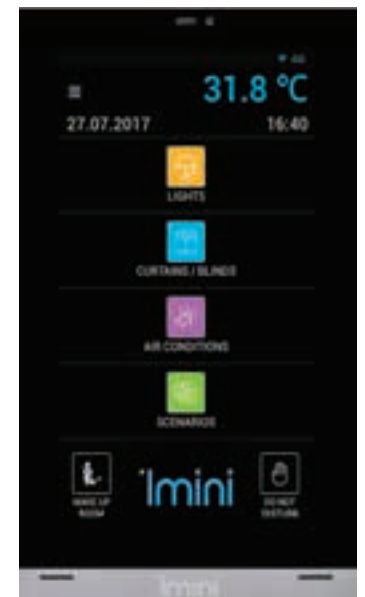 31.8 °C
27.07.2017 16:40
LIGHTS
CURTAINS / BLINDS
AIR CONDITIONS
SCENARIOS
MAKE UP ROOM
Imini
DO NOT DISTURB
Imini